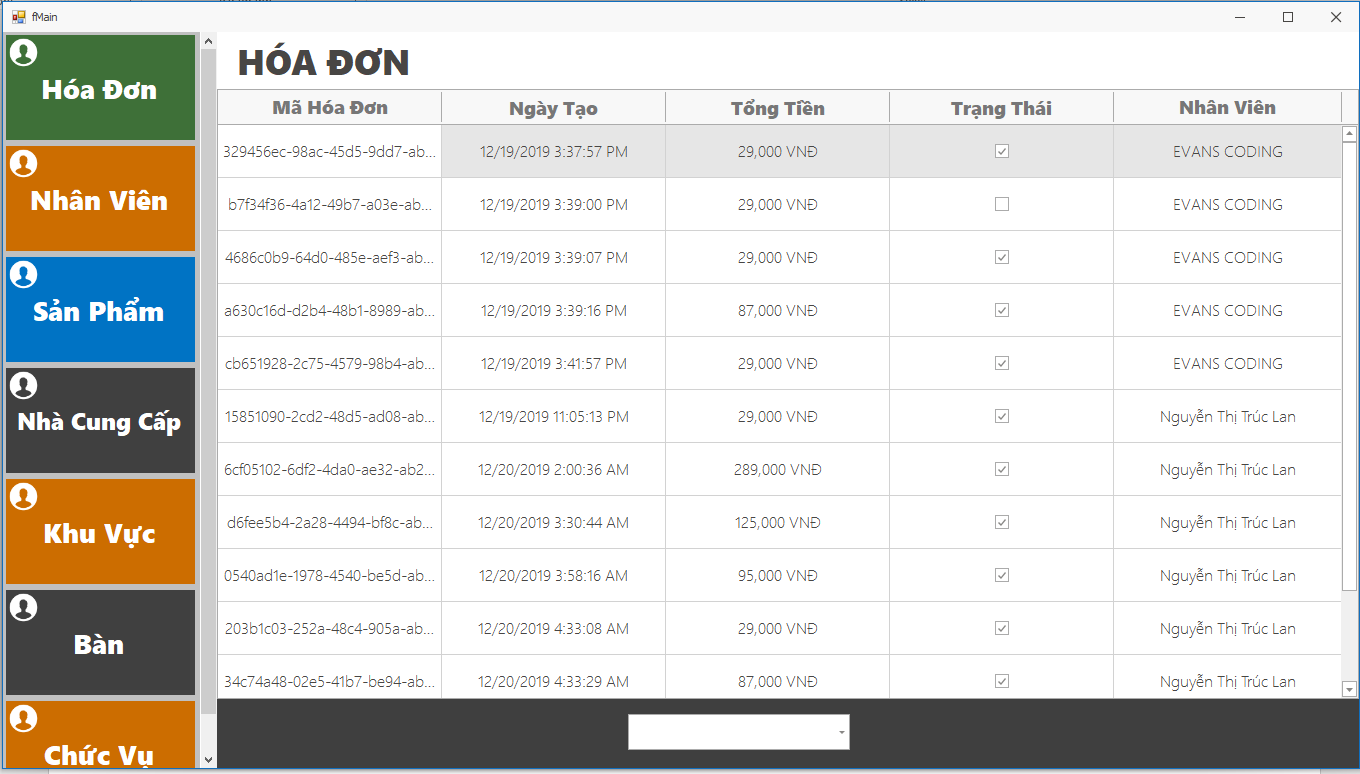 fMain
Hóa Đơn
Nhân Viên
Sản Phẩm
Nhà Cung Cấp
Khu Vực
Bàn
Chức Vụ
HÓA ĐƠN
Mã Hóa Đơn Ngày Tạo Tổng Tiền Trạng Thái Nhân Viên
329456ec-98ac-45d5-9dd7-ab... 12/19/2019 3:37:57 PM 29,000 VNĐ EVANS CODING
b7f34f36-4a12-49b7-a03e-ab... 12/19/2019 3:39:00 PM 29,000 VNĐ EVANS CODING
4686c0b9-64d0-485e-aef3-ab... 12/19/2019 3:39:07 PM 29,000 VNĐ EVANS CODING
a630c16d-d2b4-48b1-8989-ab... 12/19/2019 3:39:16 PM 87,000 VNĐ EVANS CODING
cb651928-2c75-4579-98b4-ab... 12/19/2019 3:41:57 PM 29,000 VNĐ EVANS CODING
15851090-2cd2-48d5-ad08-ab... 12/19/2019 11:05:13 PM 29,000 VNĐ Nguyễn Thị Trúc Lan
6cf05102-6df2-4da0-ae32-ab2... 12/20/2019 2:00:36 AM 289,000 VNĐ Nguyễn Thị Trúc Lan
d6fee5b4-2a28-4494-bf8c-ab... 12/20/2019 3:30:44 AM 125,000 VNĐ Nguyễn Thị Trúc Lan
0540ad1e-1978-4540-be5d-ab... 12/20/2019 3:58:16 AM 95,000 VNĐ Nguyễn Thị Trúc Lan
203b1c03-252a-48c4-905a-ab... 12/20/2019 4:33:08 AM 29,000 VNĐ Nguyễn Thị Trúc Lan
34c74a48-02e5-41b7-be94-ab... 12/20/2019 4:33:29 AM 87,000 VNĐ Nguyễn Thị Trúc Lan